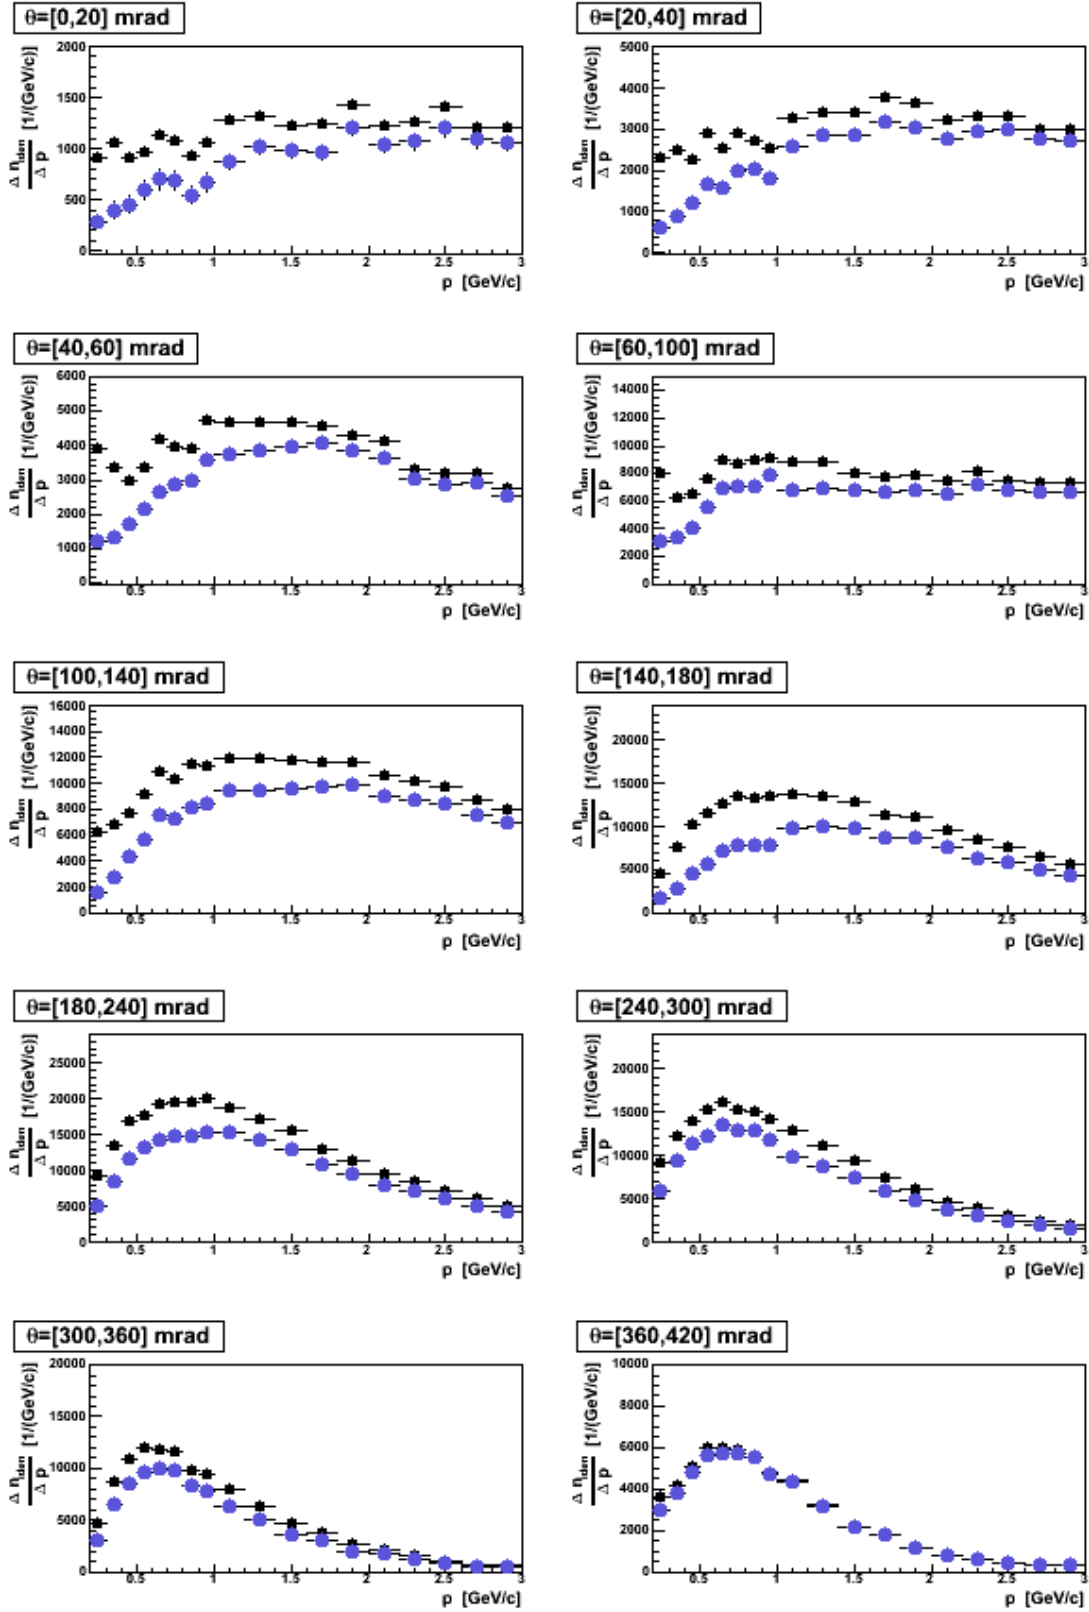 θ=[0,20] mrad
θ=[20,40] mrad
Δ n_iden / Δ p [1/(GeV/c)]
2000
1500
1000
500
0
0.5 1 1.5 2 2.5 3
p [GeV/c]
Δ n_iden / Δ p [1/(GeV/c)]
5000
4000
3000
2000
1000
0
0.5 1 1.5 2 2.5 3
p [GeV/c]
θ=[40,60] mrad
θ=[60,100] mrad
Δ n_iden / Δ p [1/(GeV/c)]
6000
5000
4000
3000
2000
1000
0
0.5 1 1.5 2 2.5 3
p [GeV/c]
Δ n_iden / Δ p [1/(GeV/c)]
14000
12000
10000
8000
6000
4000
2000
0
0.5 1 1.5 2 2.5 3
p [GeV/c]
θ=[100,140] mrad
θ=[140,180] mrad
Δ n_iden / Δ p [1/(GeV/c)]
16000
14000
12000
10000
8000
6000
4000
2000
0
0.5 1 1.5 2 2.5 3
p [GeV/c]
Δ n_iden / Δ p [1/(GeV/c)]
20000
15000
10000
5000
0
0.5 1 1.5 2 2.5 3
p [GeV/c]
θ=[180,240] mrad
θ=[240,300] mrad
Δ n_iden / Δ p [1/(GeV/c)]
25000
20000
15000
10000
5000
0
0.5 1 1.5 2 2.5 3
p [GeV/c]
Δ n_iden / Δ p [1/(GeV/c)]
20000
15000
10000
5000
0
0.5 1 1.5 2 2.5 3
p [GeV/c]
θ=[300,360] mrad
θ=[360,420] mrad
Δ n_iden / Δ p [1/(GeV/c)]
20000
15000
10000
5000
0
0.5 1 1.5 2 2.5 3
p [GeV/c]
Δ n_iden / Δ p [1/(GeV/c)]
10000
8000
6000
4000
2000
0
0.5 1 1.5 2 2.5 3
p [GeV/c]